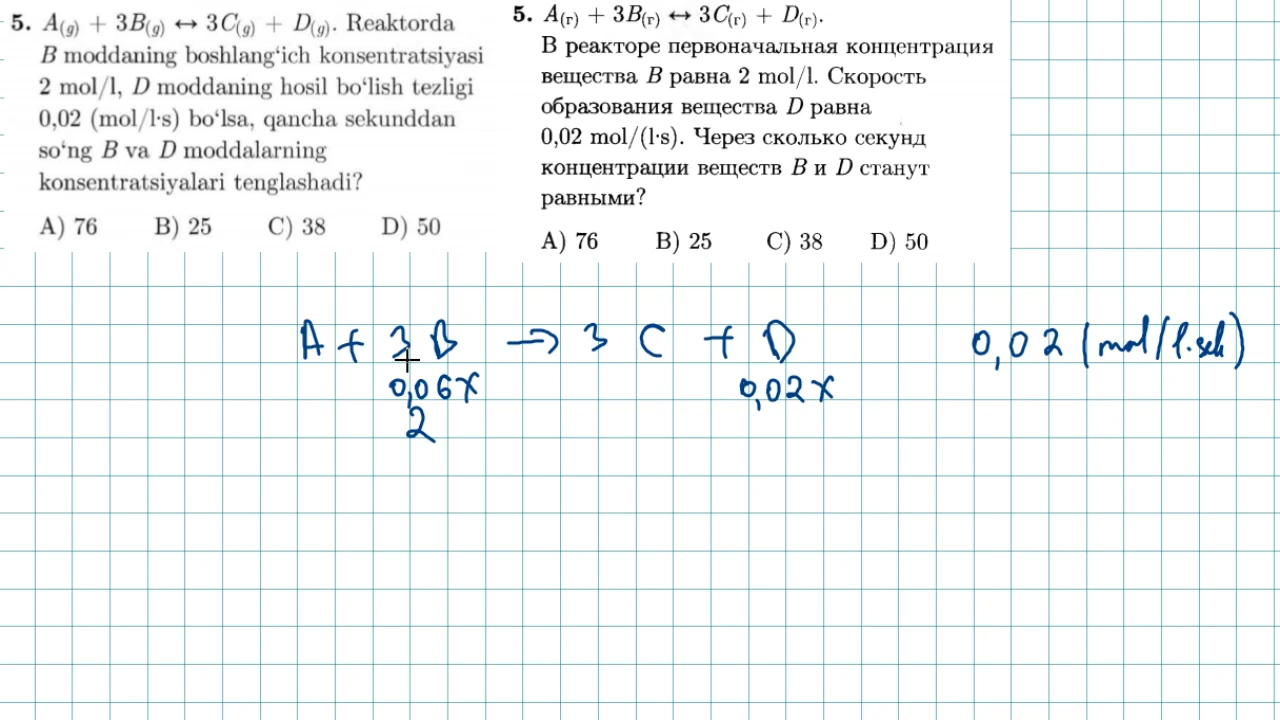 5. A(g) + 3B(g) ↔ 3C(g) + D(g). Reaktorda
B moddaning boshlang‘ich konsentratsiyasi
2 mol/l, D moddaning hosil bo‘lish tezligi
0,02 (mol/l·s) bo‘lsa, qancha sekunddan
so‘ng B va D moddalarning
konsentratsiyalari tenglashadi?
A) 76 B) 25 C) 38 D) 50
5. A(г) + 3B(г) ↔ 3C(г) + D(г).
В реакторе первоначальная концентрация
вещества B равна 2 mol/l. Скорость
образования вещества D равна
0,02 mol/(l·s). Через сколько секунд
концентрации веществ B и D станут
равными?
A) 76 B) 25 C) 38 D) 50
A + 3 B → 3 C + D 0,02 (mol/l.sek)
0,06x 0,02x
2